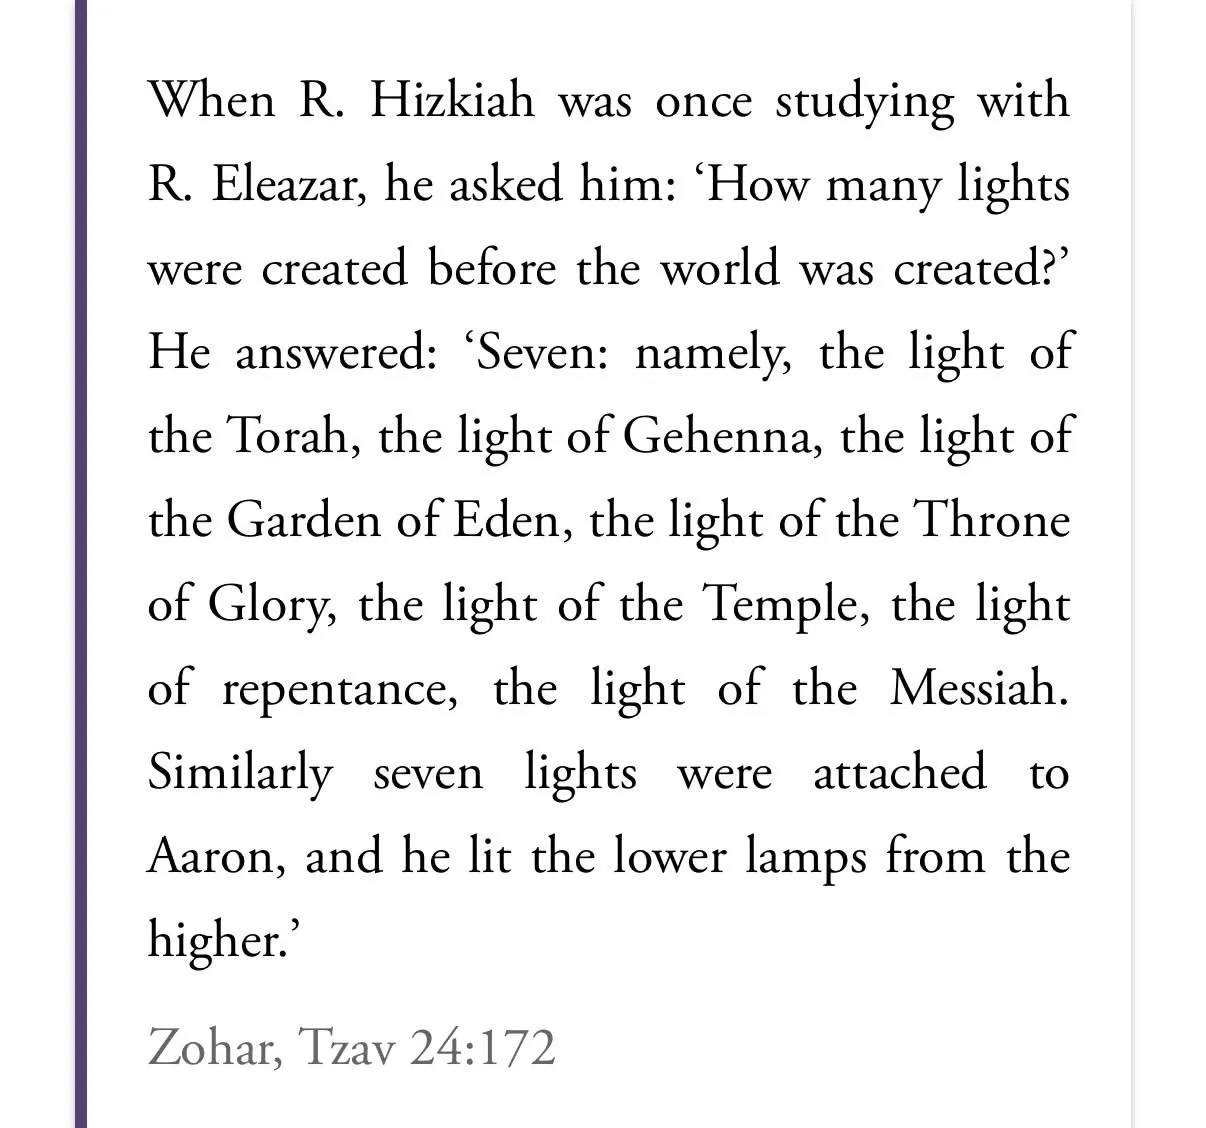 When R. Hizkiah was once studying with
R. Eleazar, he asked him: ‘How many lights
were created before the world was created?’
He answered: ‘Seven: namely, the light of
the Torah, the light of Gehenna, the light of
the Garden of Eden, the light of the Throne
of Glory, the light of the Temple, the light
of repentance, the light of the Messiah.
Similarly seven lights were attached to
Aaron, and he lit the lower lamps from the
higher.’
Zohar, Tzav 24:172